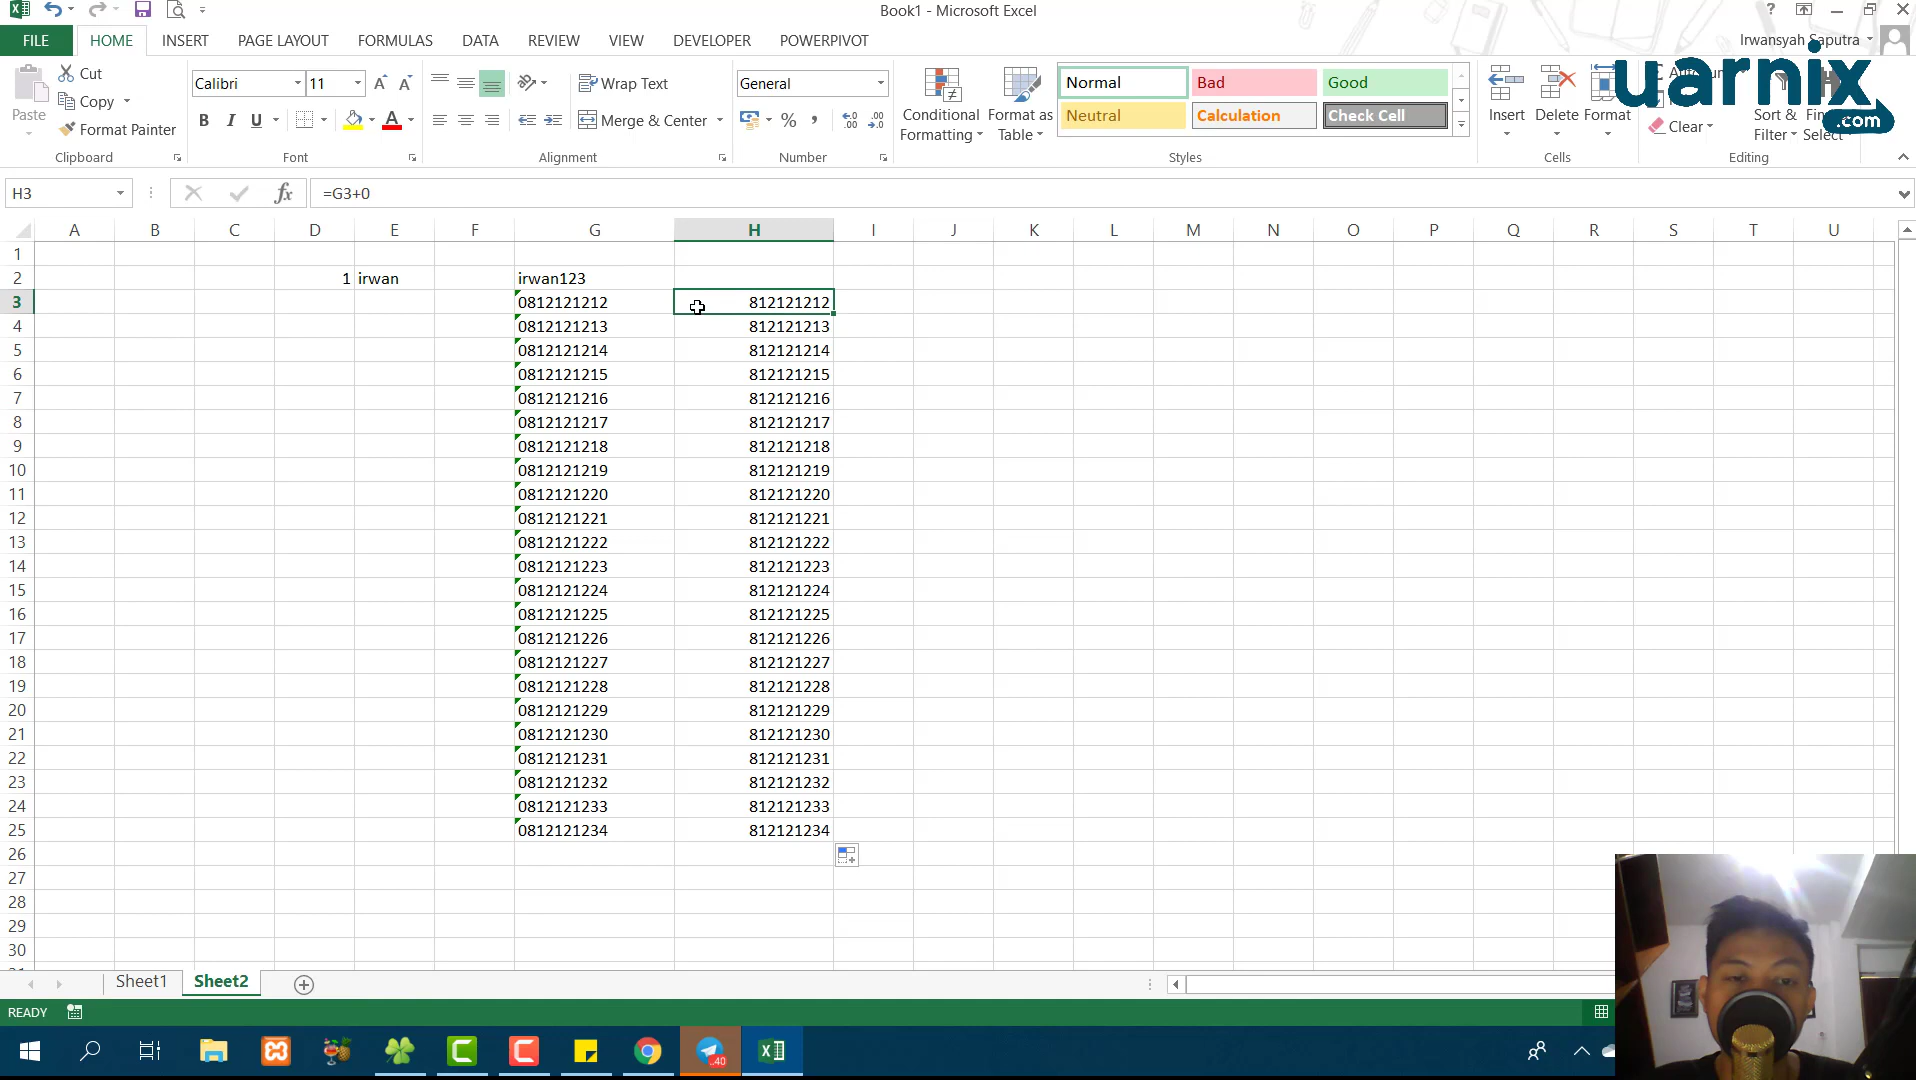 Book1 - Microsoft Excel
?
FILE HOME INSERT PAGE LAYOUT FORMULAS DATA REVIEW VIEW DEVELOPER POWERPIVOT
Irwansyah Saputra
uarnix
.com
Paste
Cut
Copy
Format Painter
Clipboard
Calibri 11
B I U
Font
Wrap Text
Merge & Center
Alignment
General
%
Number
Conditional Formatting
Format as Table
Normal Bad Good
Neutral Calculation Check Cell
Styles
Insert Delete Format
Cells
Clear
Sort & Filter
Select
Editing
H3 fx =G3+0
A B C D E F G H I J K L M N O P Q R S T U
1
2 1 irwan irwan123
3 0812121212 812121212
4 0812121213 812121213
5 0812121214 812121214
6 0812121215 812121215
7 0812121216 812121216
8 0812121217 812121217
9 0812121218 812121218
10 0812121219 812121219
11 0812121220 812121220
12 0812121221 812121221
13 0812121222 812121222
14 0812121223 812121223
15 0812121224 812121224
16 0812121225 812121225
17 0812121226 812121226
18 0812121227 812121227
19 0812121228 812121228
20 0812121229 812121229
21 0812121230 812121230
22 0812121231 812121231
23 0812121232 812121232
24 0812121233 812121233
25 0812121234 812121234
26
27
28
29
30
Sheet1 Sheet2
READY
40